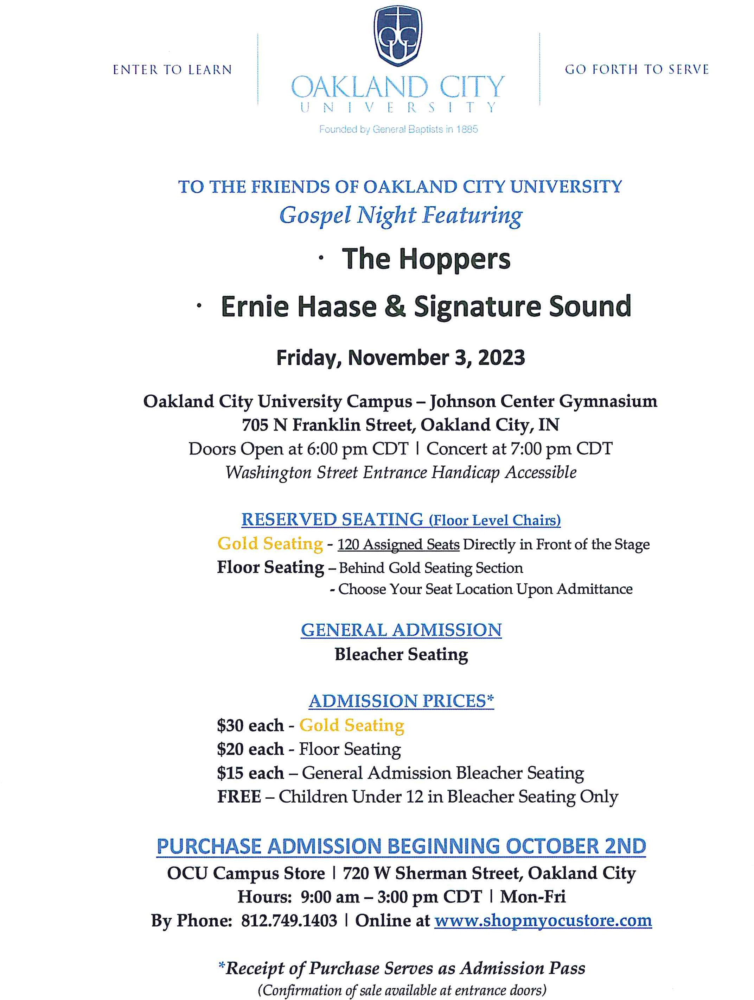 OCU
ENTER TO LEARN
OAKLAND CITY
UNIVERSITY
Founded by General Baptists in 1885
GO FORTH TO SERVE
TO THE FRIENDS OF OAKLAND CITY UNIVERSITY
Gospel Night Featuring
· The Hoppers
· Ernie Haase & Signature Sound
Friday, November 3, 2023
Oakland City University Campus – Johnson Center Gymnasium
705 N Franklin Street, Oakland City, IN
Doors Open at 6:00 pm CDT | Concert at 7:00 pm CDT
Washington Street Entrance Handicap Accessible
RESERVED SEATING (Floor Level Chairs)
Gold Seating - 120 Assigned Seats Directly in Front of the Stage
Floor Seating – Behind Gold Seating Section
- Choose Your Seat Location Upon Admittance
GENERAL ADMISSION
Bleacher Seating
ADMISSION PRICES*
$30 each - Gold Seating
$20 each - Floor Seating
$15 each – General Admission Bleacher Seating
FREE – Children Under 12 in Bleacher Seating Only
PURCHASE ADMISSION BEGINNING OCTOBER 2ND
OCU Campus Store | 720 W Sherman Street, Oakland City
Hours: 9:00 am – 3:00 pm CDT | Mon-Fri
By Phone: 812.749.1403 | Online at www.shopmyocustore.com
*Receipt of Purchase Serves as Admission Pass
(Confirmation of sale available at entrance doors)